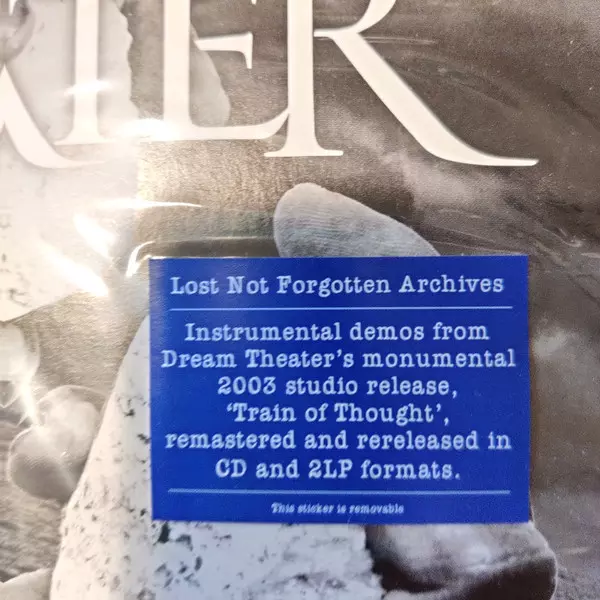 TER
Lost Not Forgotten Archives
Instrumental demos from
Dream Theater's monumental
2003 studio release,
‘Train of Thought’,
remastered and rereleased in
CD and 2LP formats.
This sticker is removable